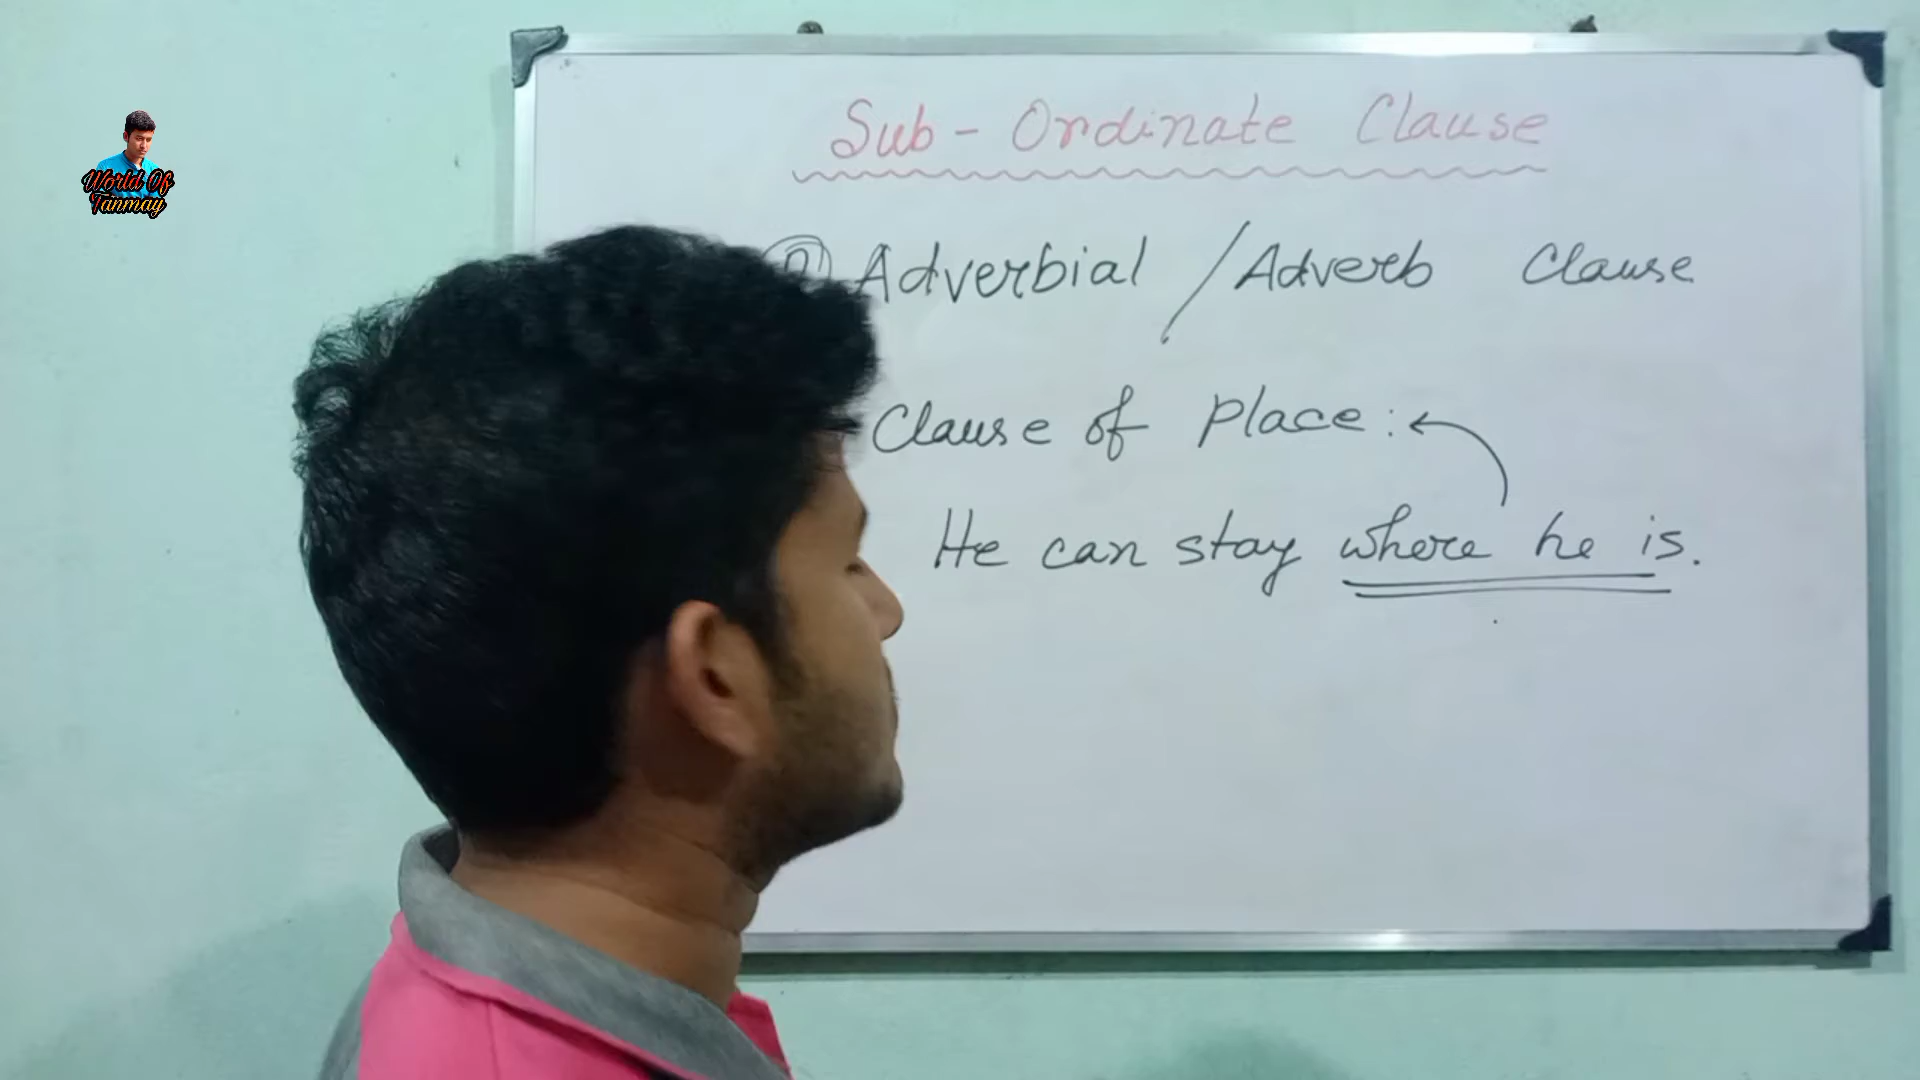 World Of
Tanmay
Sub-Ordinate Clause
Adverbial / Adverb Clause
Clause of Place:
He can stay where he is.